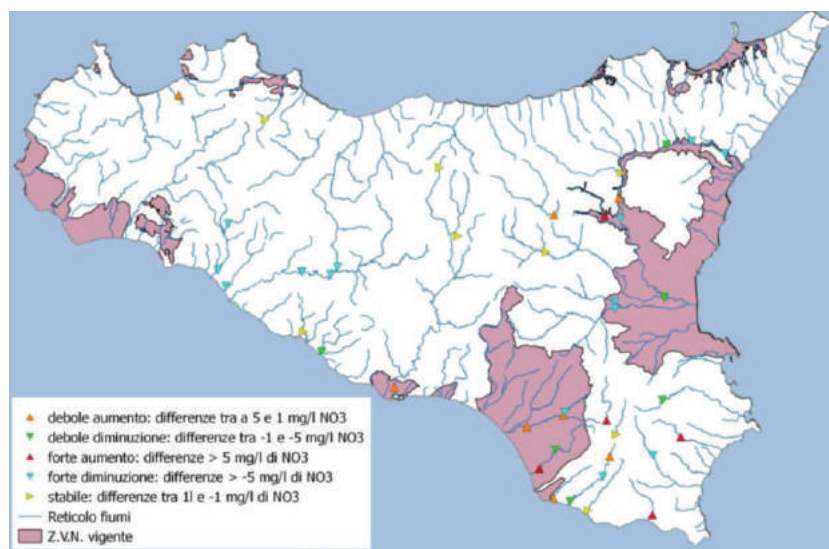 debole aumento: differenze tra a 5 e 1 mg/l NO3
debole diminuzione: differenze tra -1 e -5 mg/l NO3
forte aumento: differenze > 5 mg/l di NO3
forte diminuzione: differenze > -5 mg/l di NO3
stabile: differenze tra 1l e -1 mg/l di NO3
Reticolo fiumi
Z.V.N. vigente